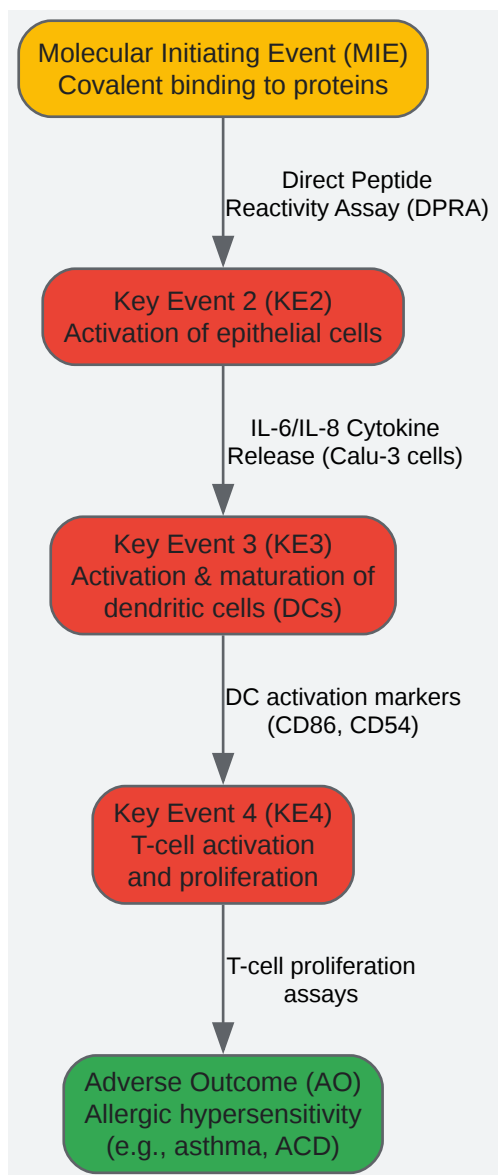 Molecular Initiating Event (MIE)
Covalent binding to proteins
Direct Peptide
Reactivity Assay (DPRA)
Key Event 2 (KE2)
Activation of epithelial cells
IL-6/IL-8 Cytokine
Release (Calu-3 cells)
Key Event 3 (KE3)
Activation & maturation of
dendritic cells (DCs)
DC activation markers
(CD86, CD54)
Key Event 4 (KE4)
T-cell activation
and proliferation
T-cell proliferation
assays
Adverse Outcome (AO)
Allergic hypersensitivity
(e.g., asthma, ACD)